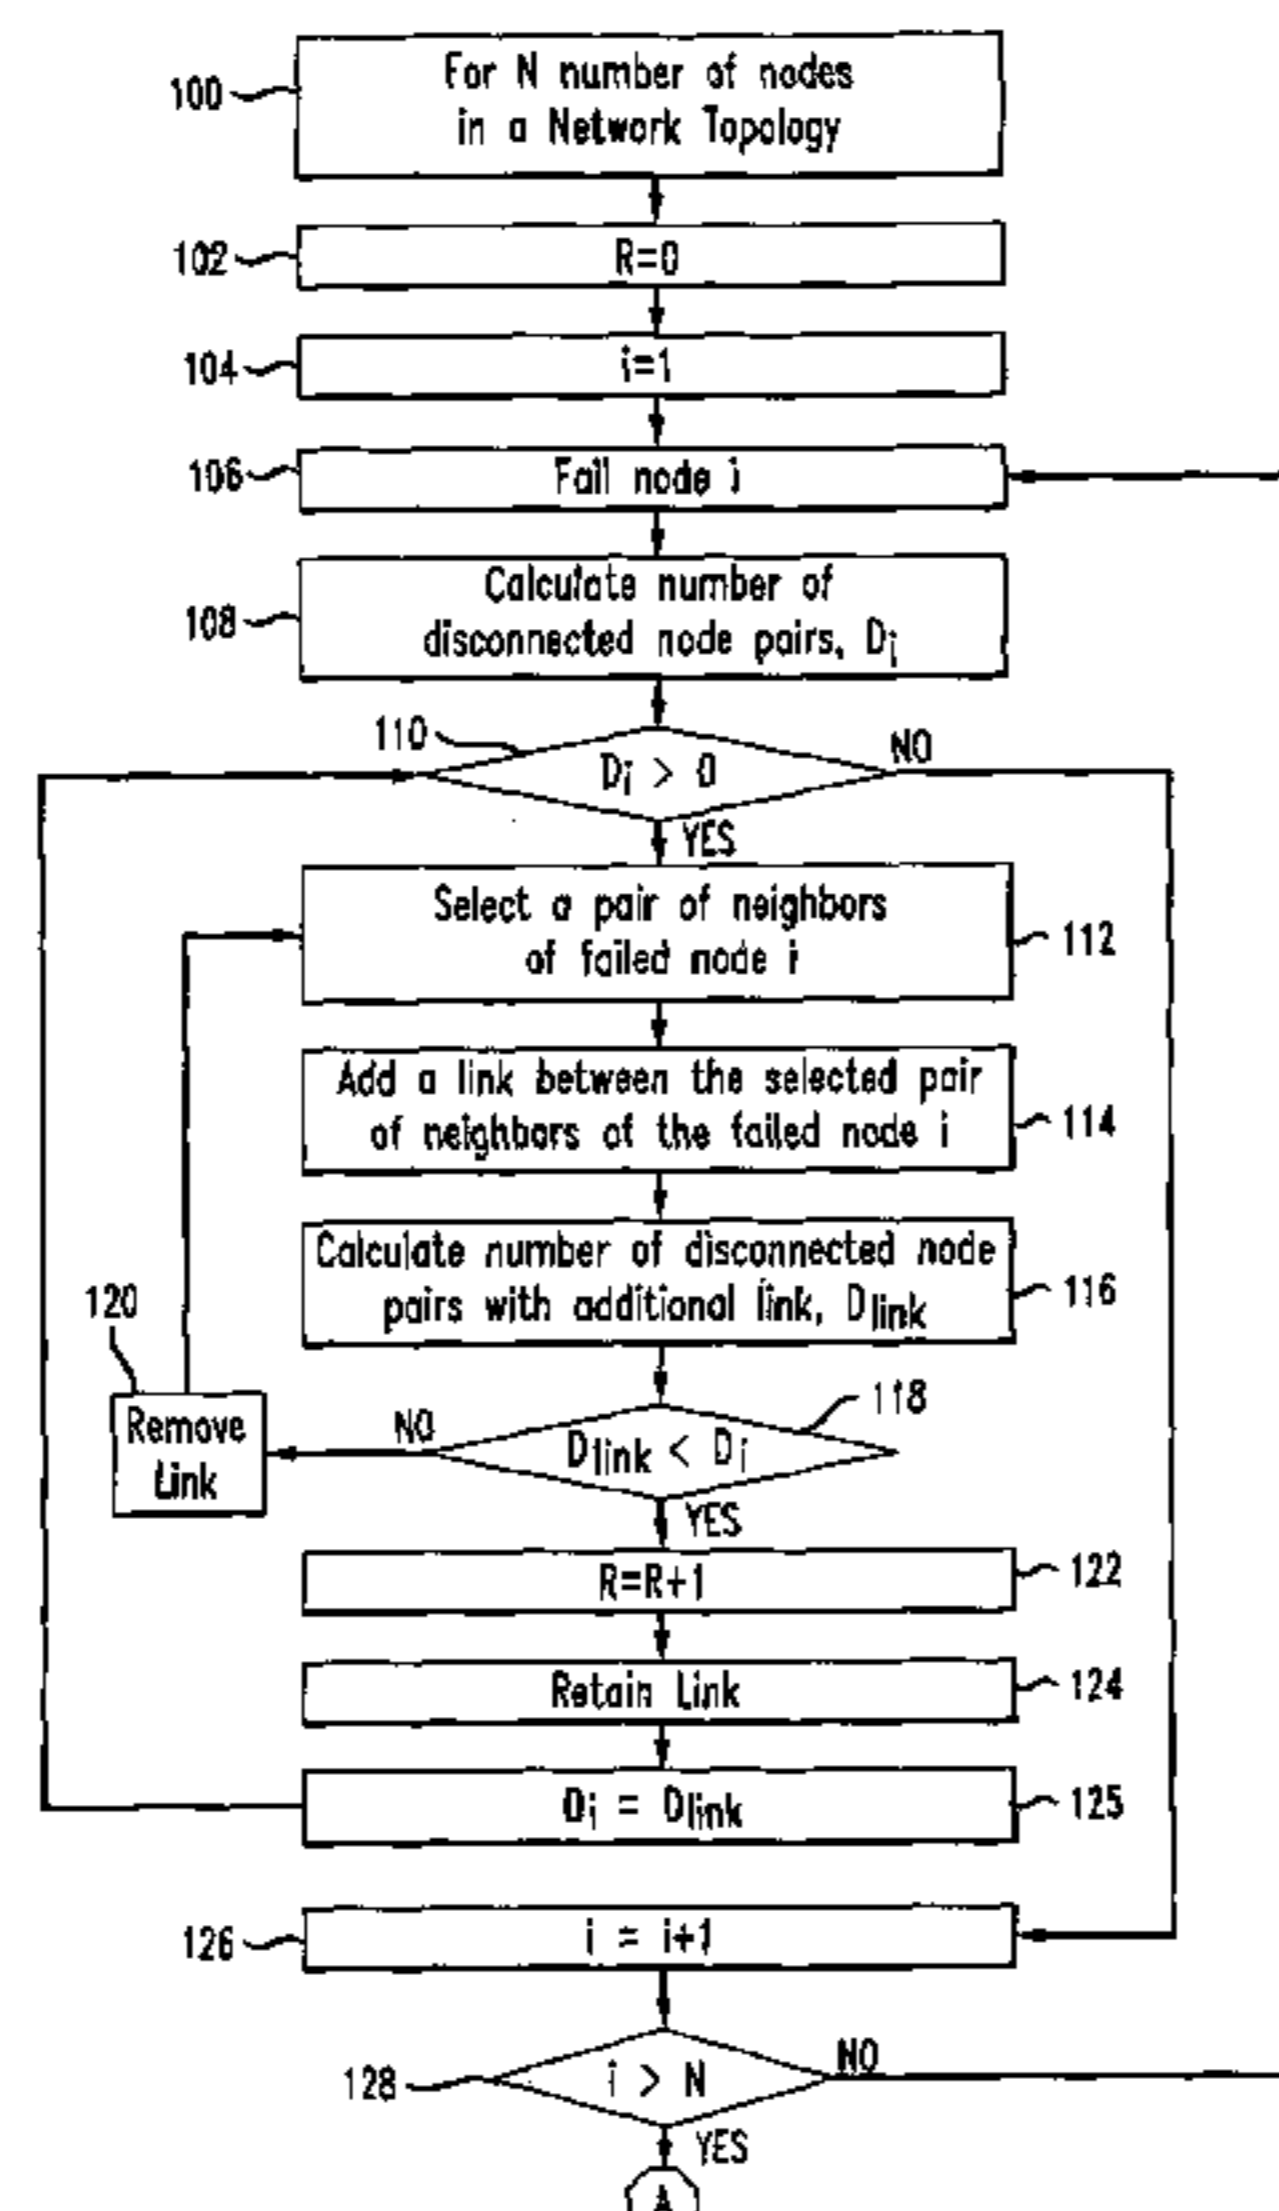 100
For N number of nodes
in a Network Topology
102
R=0
104
i=1
106
Fail node i
108
Calculate number of
disconnected node pairs, Di
110
Di > 0
NO
YES
Select a pair of neighbors
of failed node i
112
Add a link between the selected pair
of neighbors of the failed node i
114
Calculate number of disconnected node
pairs with additional link, Dlink
116
120
Remove
Link
NO
Dlink < Di
118
YES
R=R+1
122
Retain Link
124
Di = Dlink
125
126
i = i+1
128
i > N
NO
YES
A